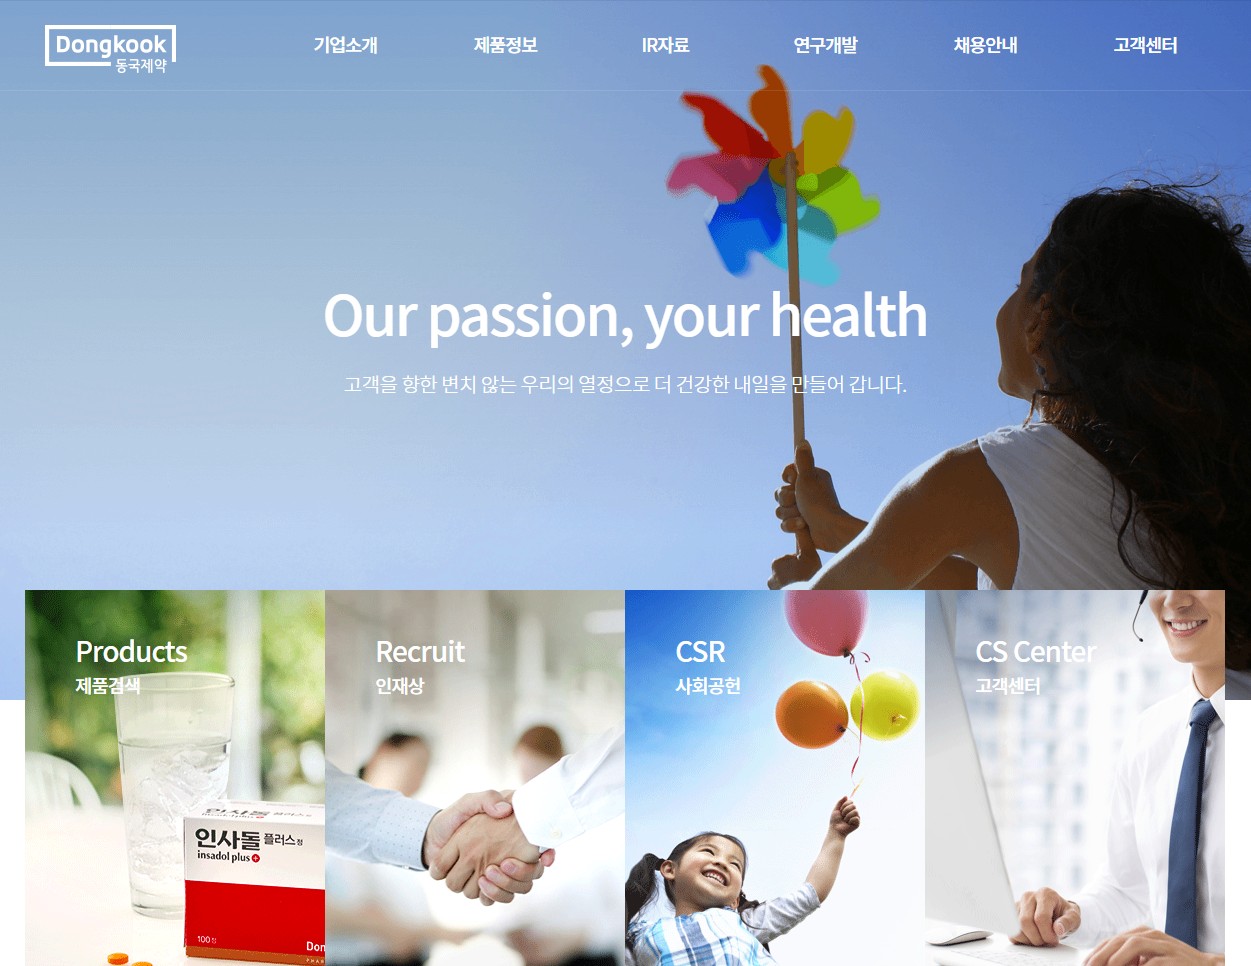 Dongkook
동국제약
기업소개 제품정보 IR자료 연구개발 채용안내 고객센터
Our passion, your health
고객을 향한 변치 않는 우리의 열정으로 더 건강한 내일을 만들어 갑니다.
Products
제품검색
Recruit
인재상
CSR
사회공헌
CS Center
고객센터
인사돌 플러스정
insadol plus
100정
Don